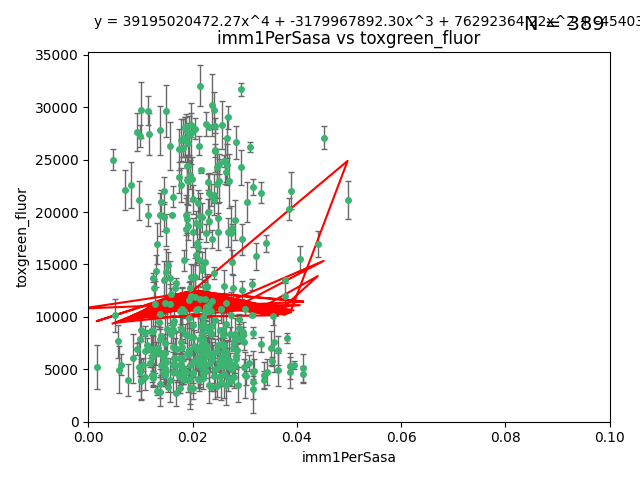 y = 39195020472.27x^4 + -3179967892.30x^3 +
N = 389
imm1PerSasa vs toxgreen_fluor
35000
30000
25000
20000
15000
10000
5000
0
toxgreen_fluor
0.00 0.02 0.04 0.06 0.08 0.10
imm1PerSasa